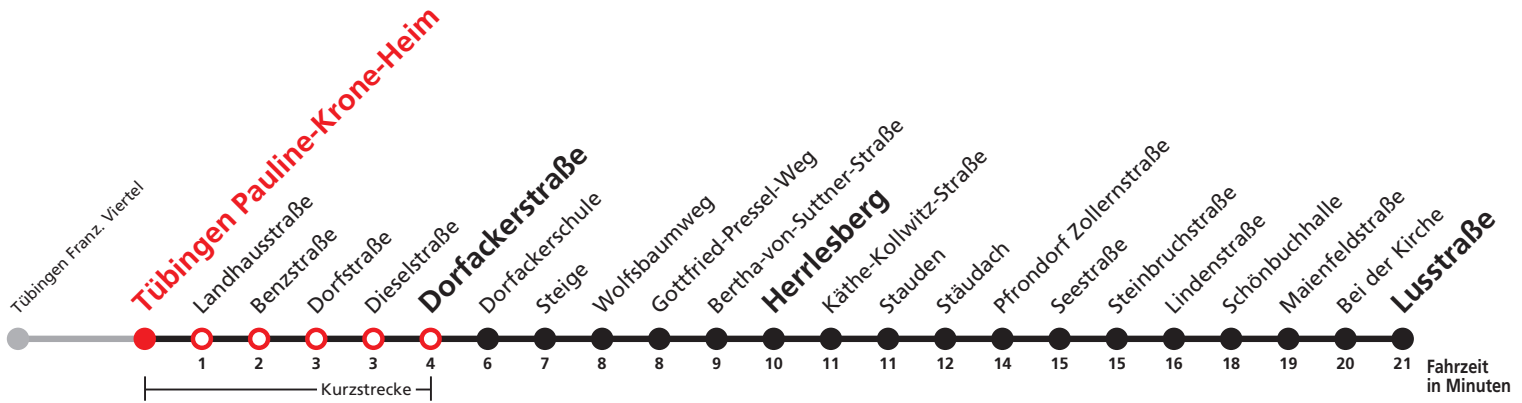 Tübingen Franz. Viertel
Tübingen Pauline-Krone-Heim
Landhausstraße
Benzstraße
Dorfstraße
Dieselstraße
Dorfackerstraße
Dorfackerschule
Steige
Wolfsbaumweg
Gottfried-Pressel-Weg
Bertha-von-Suttner-Straße
Herrlesberg
Käthe-Kollwitz-Straße
Stauden
Stäudach
Pfrondorf Zollernstraße
Seestraße
Steinbruchstraße
Lindenstraße
Schönbuchhalle
Maienfeldstraße
Bei der Kirche
Lusstraße
1 2 3 3 4 6 7 8 8 9 10 11 11 12 14 15 15 16 18 19 20 21
Fahrzeit
in Minuten
Kurzstrecke